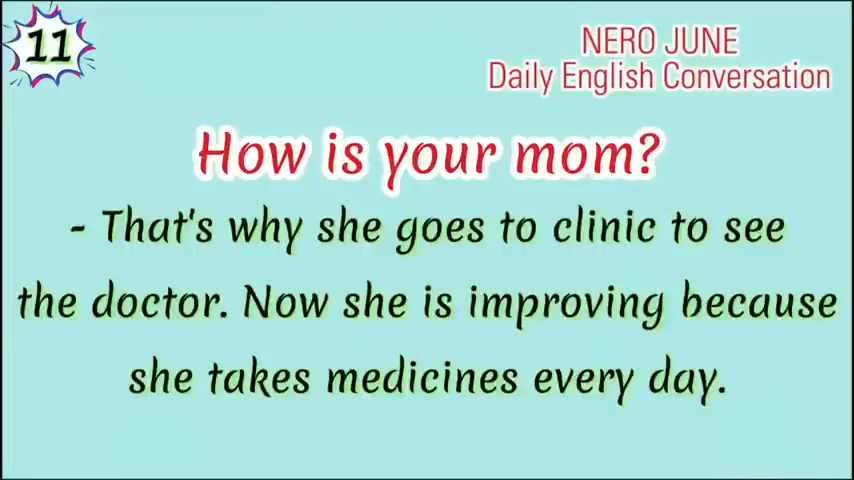 11
NERO JUNE
Daily English Conversation
How is your mom?
- That's why she goes to clinic to see
the doctor. Now she is improving because
she takes medicines every day.